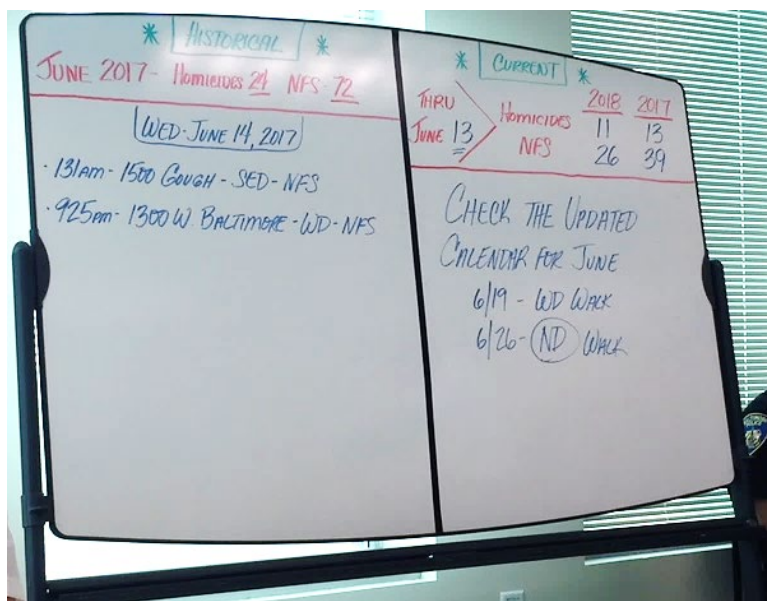 * HISTORICAL *
JUNE 2017 - Homicides 24 NFS 72
WED. JUNE 14, 2017
· 131am - 1500 GOUGH - SED - NFS
· 925am - 1300 W. BALTIMORE - WD - NFS
* CURRENT *
2018 2017
THRU
JUNE 13
Homicides 11 13
NFS 26 39
CHECK THE UPDATED
CALENDAR FOR JUNE
6/19 - WD WALK
6/26 - ND WALK